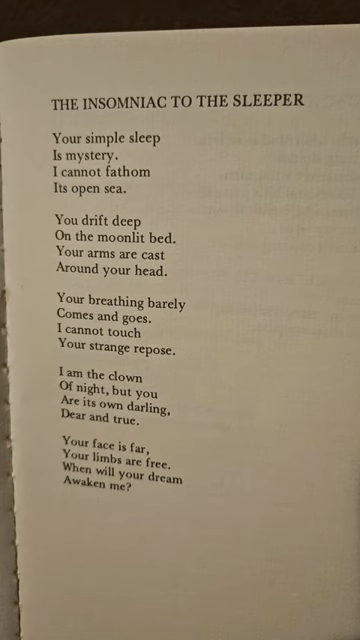 THE INSOMNIAC TO THE SLEEPER
Your simple sleep
Is mystery.
I cannot fathom
Its open sea.
You drift deep
On the moonlit bed.
Your arms are cast
Around your head.
Your breathing barely
Comes and goes.
I cannot touch
Your strange repose.
I am the clown
Of night, but you
Are its own darling,
Dear and true.
Your face is far,
Your limbs are free.
When will your dream
Awaken me?